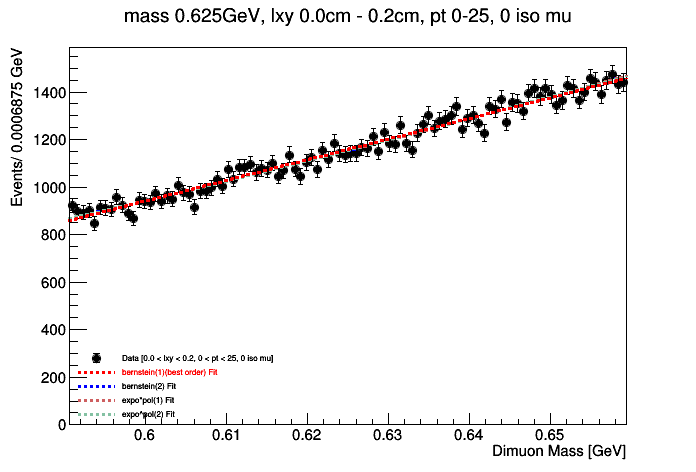 mass 0.625GeV, lxy 0.0cm - 0.2cm, pt 0-25, 0 iso mu
Events/ 0.0006875 GeV
1400
1200
1000
800
600
400
200
0
Data [0.0 < lxy < 0.2, 0 < pt < 25, 0 iso mu]
bernstein(1)(best order) Fit
bernstein(2) Fit
expo*pol(1) Fit
expo*pol(2) Fit
0.6 0.61 0.62 0.63 0.64 0.65
Dimuon Mass [GeV]